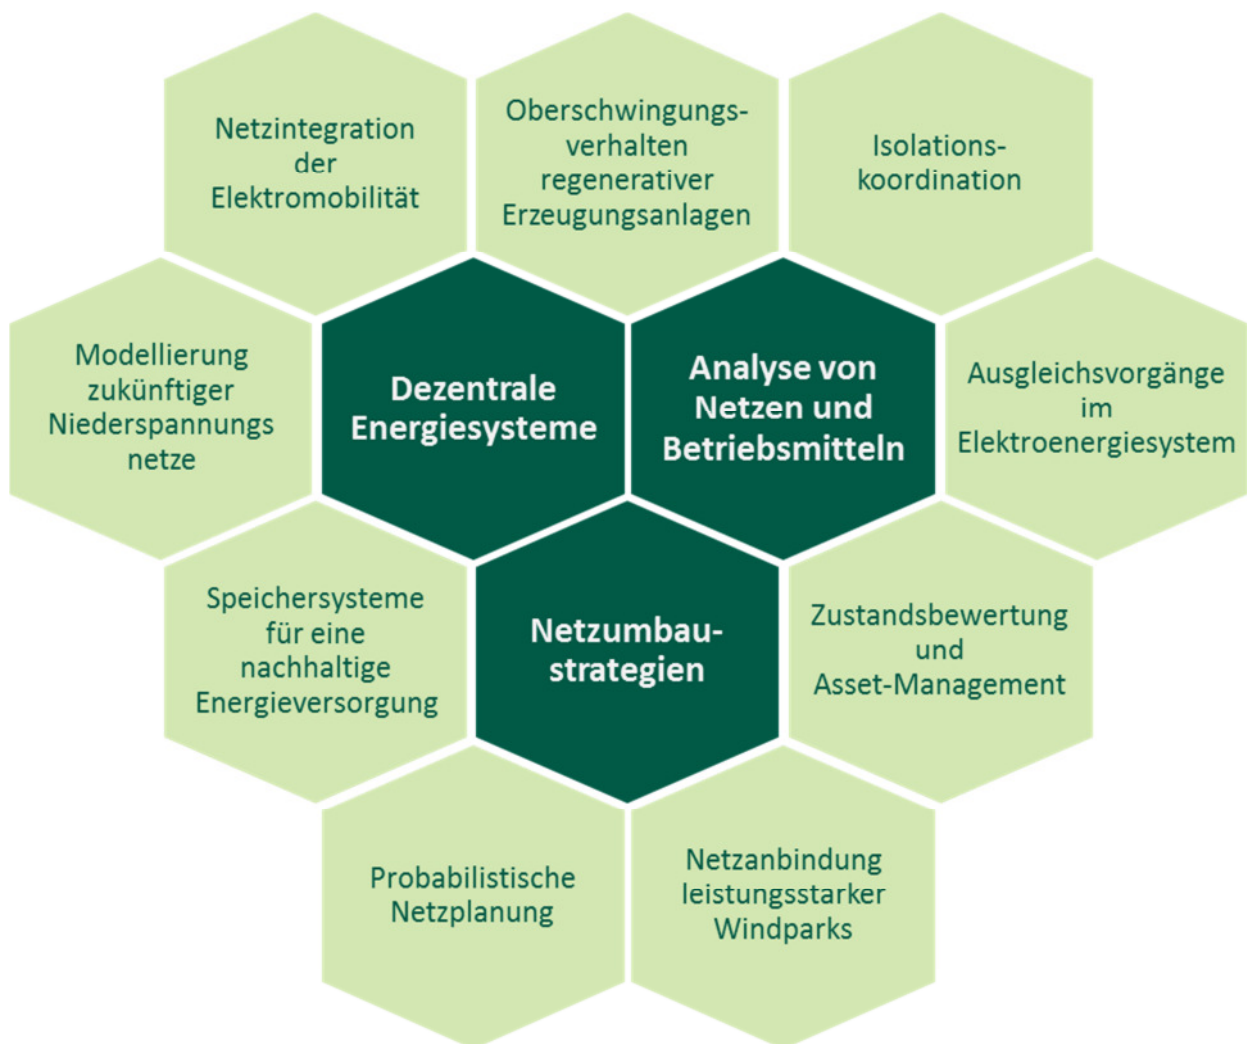 Netzintegration
der
Elektromobilität
Oberschwingungs-
verhalten
regenerativer
Erzeugungsanlagen
Isolations-
koordination
Modellierung
zukünftiger
Niederspannungs
netze
Dezentrale
Energiesysteme
Analyse von
Netzen und
Betriebsmitteln
Ausgleichsvorgänge
im
Elektroenergiesystem
Speichersysteme
für eine
nachhaltige
Energieversorgung
Netzumbau-
strategien
Zustandsbewertung
und
Asset-Management
Probabilistische
Netzplanung
Netzanbindung
leistungsstarker
Windparks